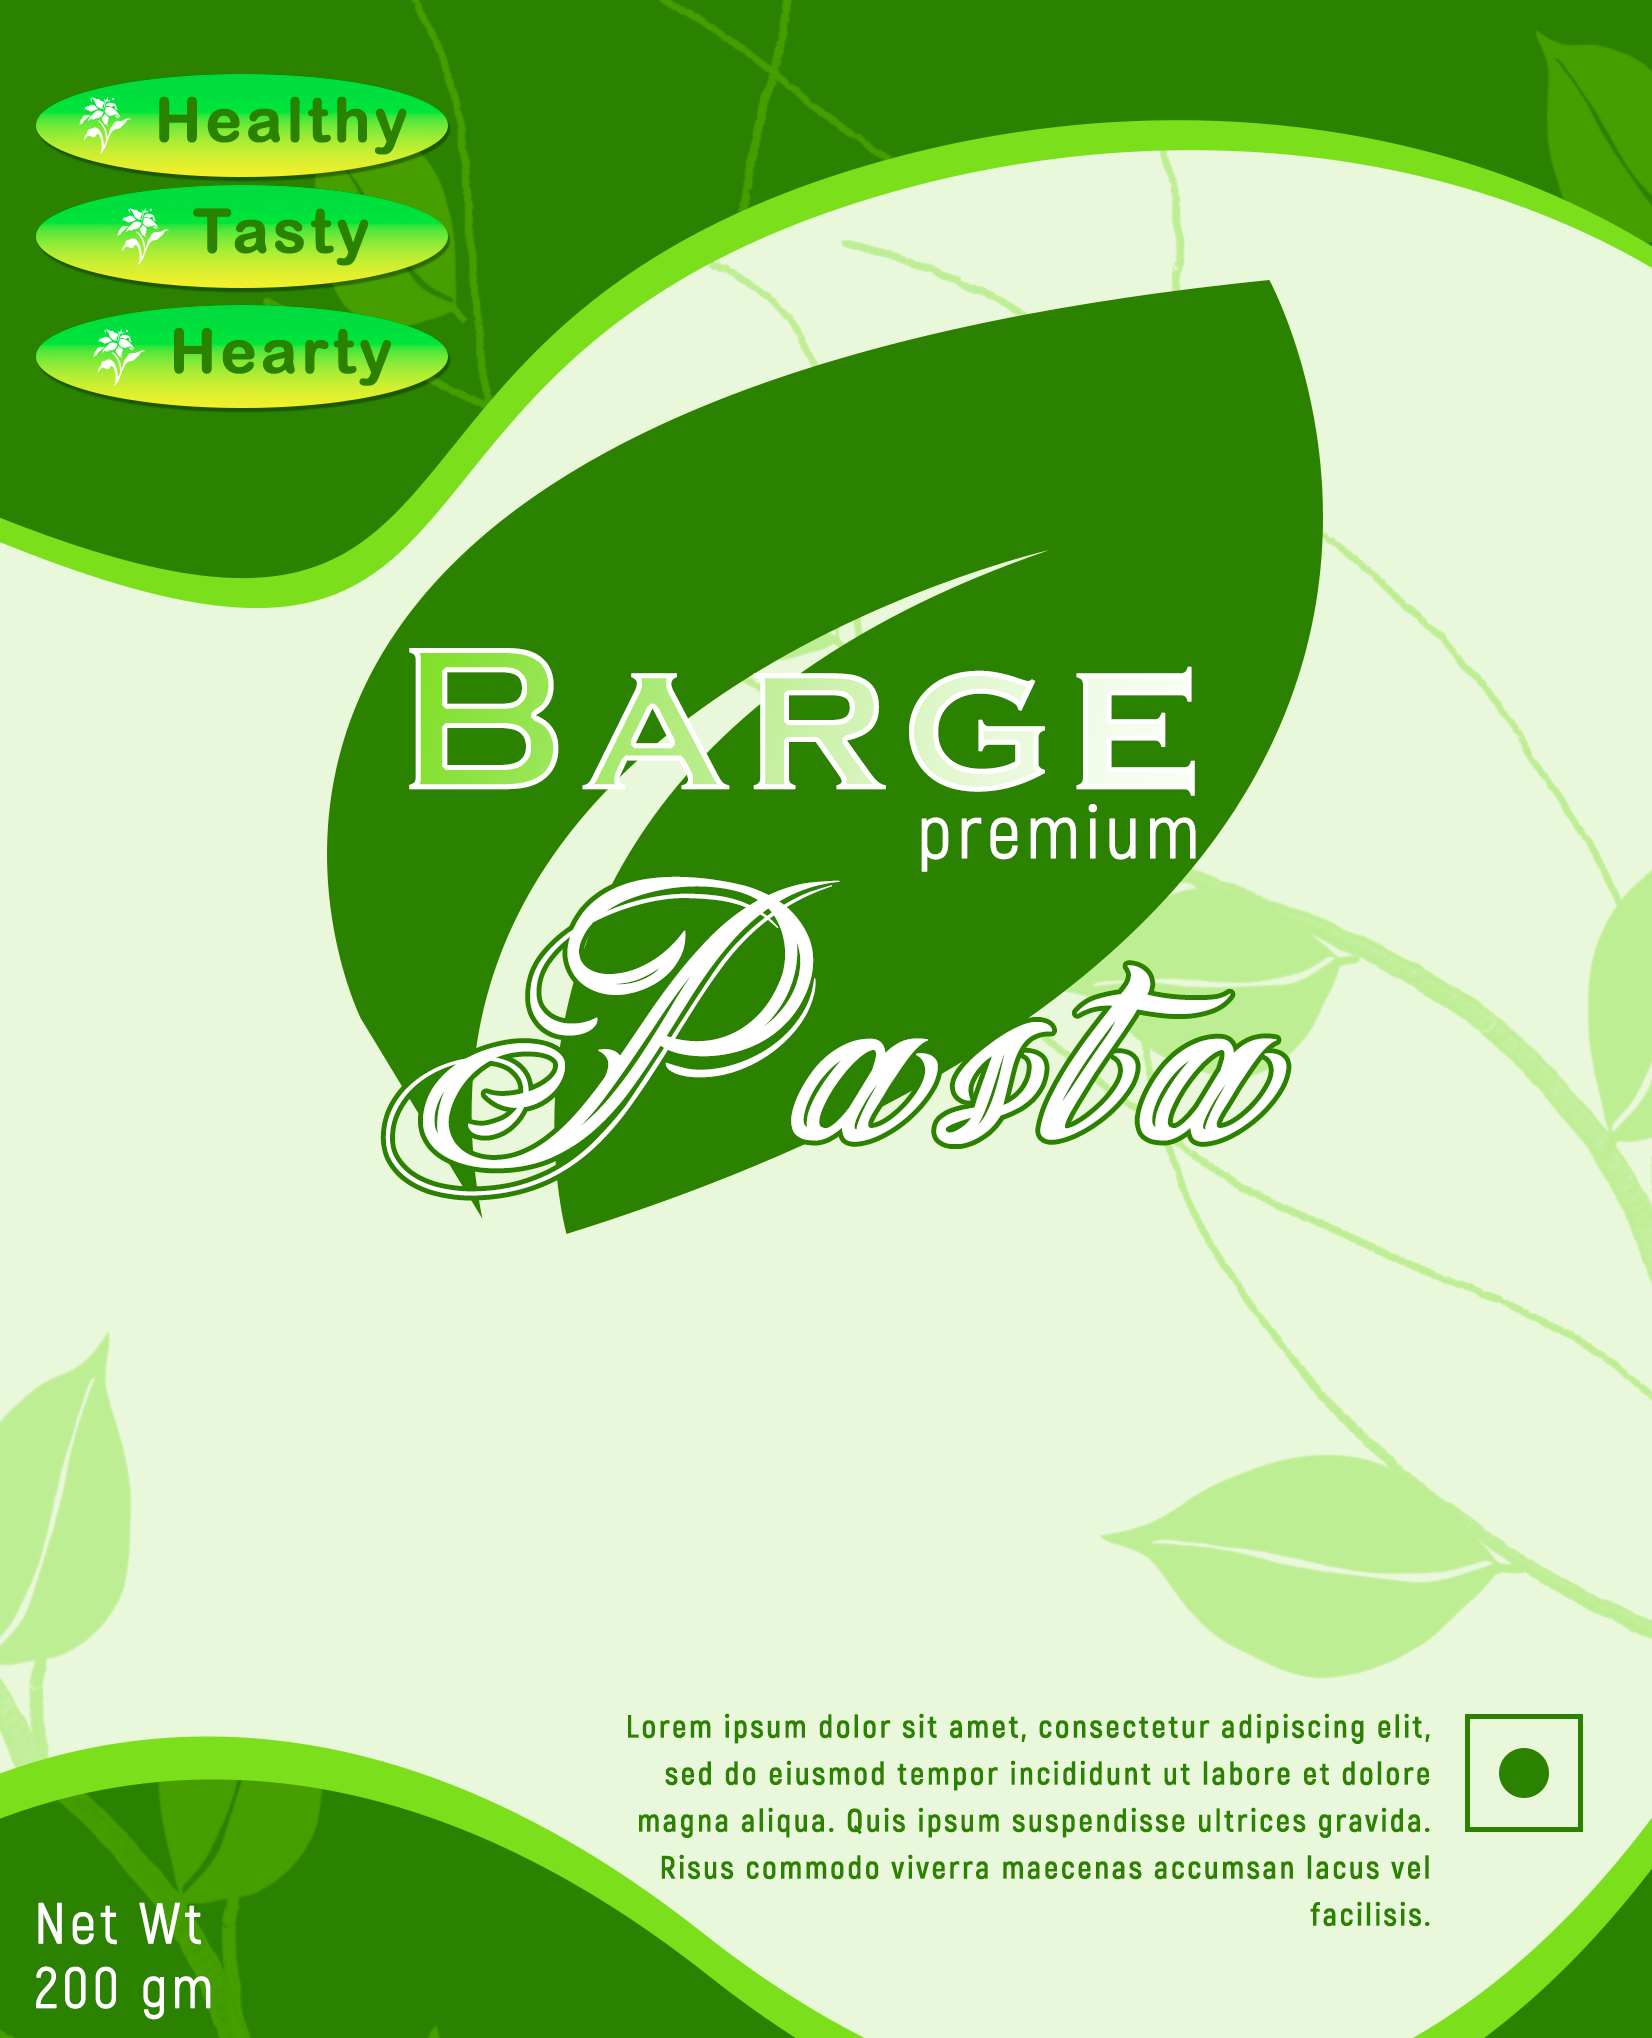 Healthy
Tasty
Hearty
BARGE
premium
Pasta
Lorem ipsum dolor sit amet, consectetur adipiscing elit,
sed do eiusmod tempor incididunt ut labore et dolore
magna aliqua. Quis ipsum suspendisse ultrices gravida.
Risus commodo viverra maecenas accumsan lacus vel
facilisis.
Net Wt
200 gm